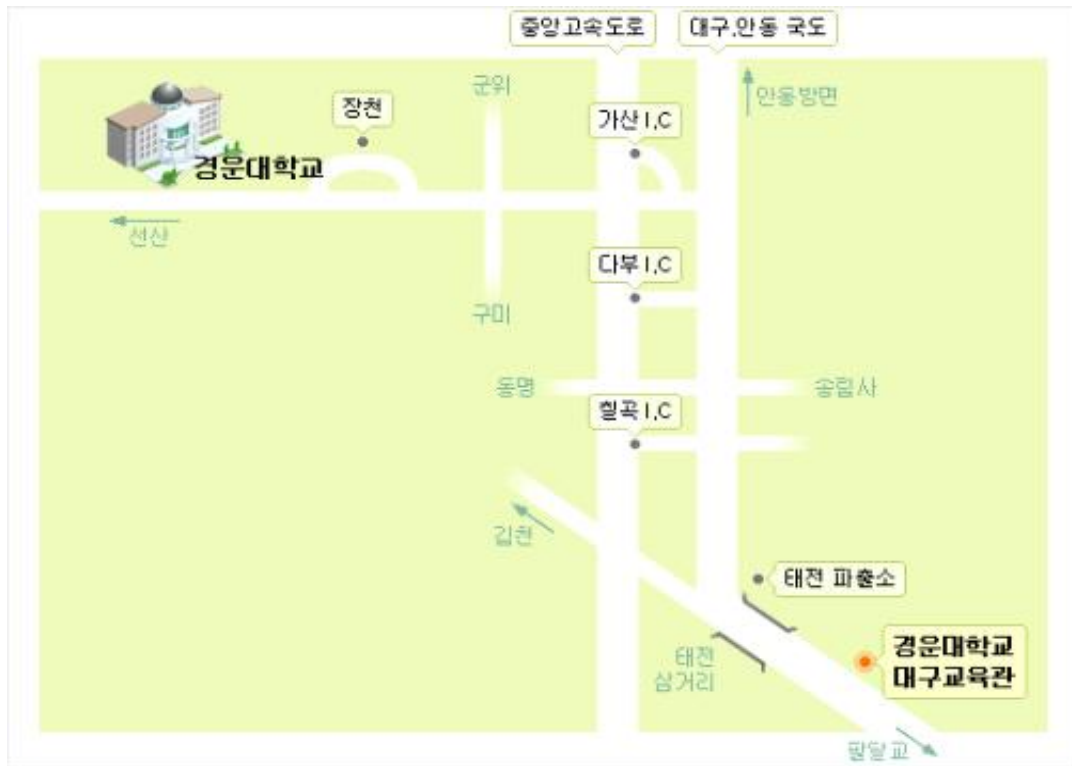 중앙고속도로
대구.안동 국도
군위
안동방면
장천
가산 I.C
경운대학교
선산
다부 I.C
구미
동명
송림사
칠곡 I.C
김천
태전 파출소
경운대학교
대구교육관
태전
삼거리
팔달교